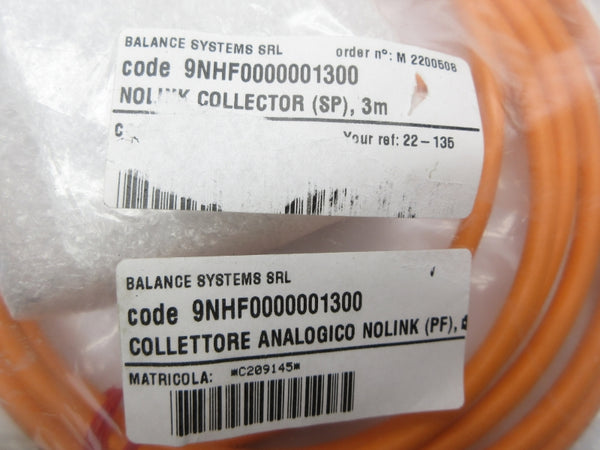 BALANCE SYSTEMS SRL
order n°: M 2200508
code 9NHF0000001300
NOLINK COLLECTOR (SP), 3m
Your ref: 22-135
BALANCE SYSTEMS SRL
code 9NHF0000001300
COLLETTORE ANALOGICO NOLINK (PF),
MATRICOLA: *C209145*